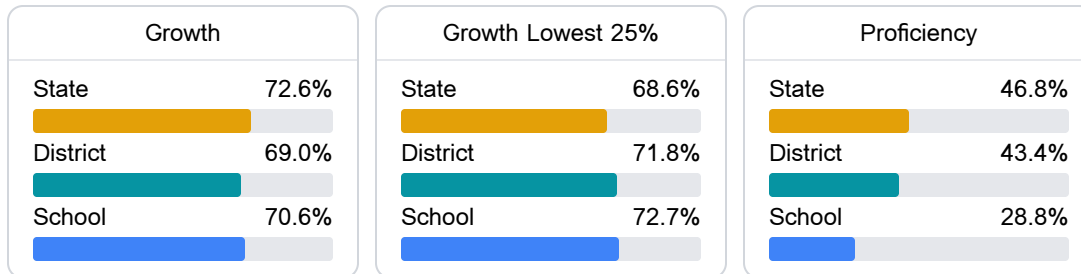 Growth
State 72.6%
District 69.0%
School 70.6%
Growth Lowest 25%
State 68.6%
District 71.8%
School 72.7%
Proficiency
State 46.8%
District 43.4%
School 28.8%